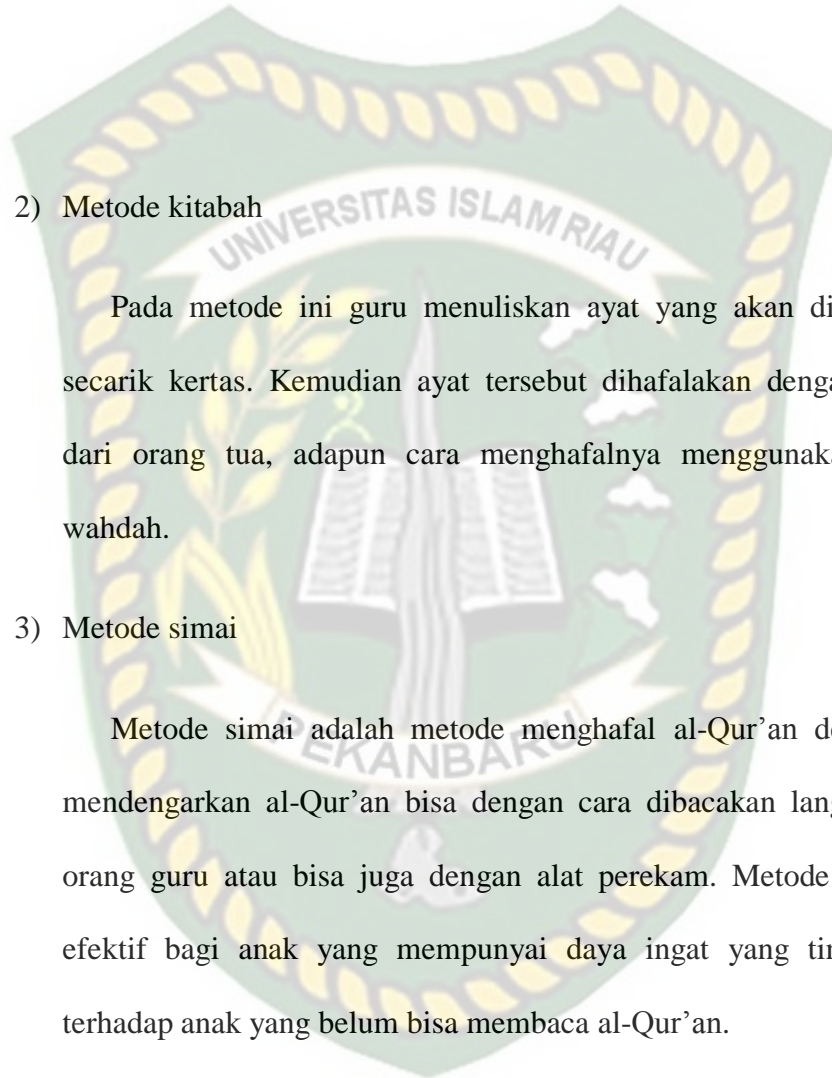 2) Metode kitabah
UNIVERSITAS ISLAM RIAU
Pada metode ini guru menuliskan ayat yang akan di
secarik kertas. Kemudian ayat tersebut dihafalakan denga
dari orang tua, adapun cara menghafalnya menggunaka
wahdah.
3) Metode simai
Metode simai adalah metode menghafal al-Qur’an d
PEKANBARU
mendengarkan al-Qur’an bisa dengan cara dibacakan lang
orang guru atau bisa juga dengan alat perekam. Metode
efektif bagi anak yang mempunyai daya ingat yang tin
terhadap anak yang belum bisa membaca al-Qur’an.